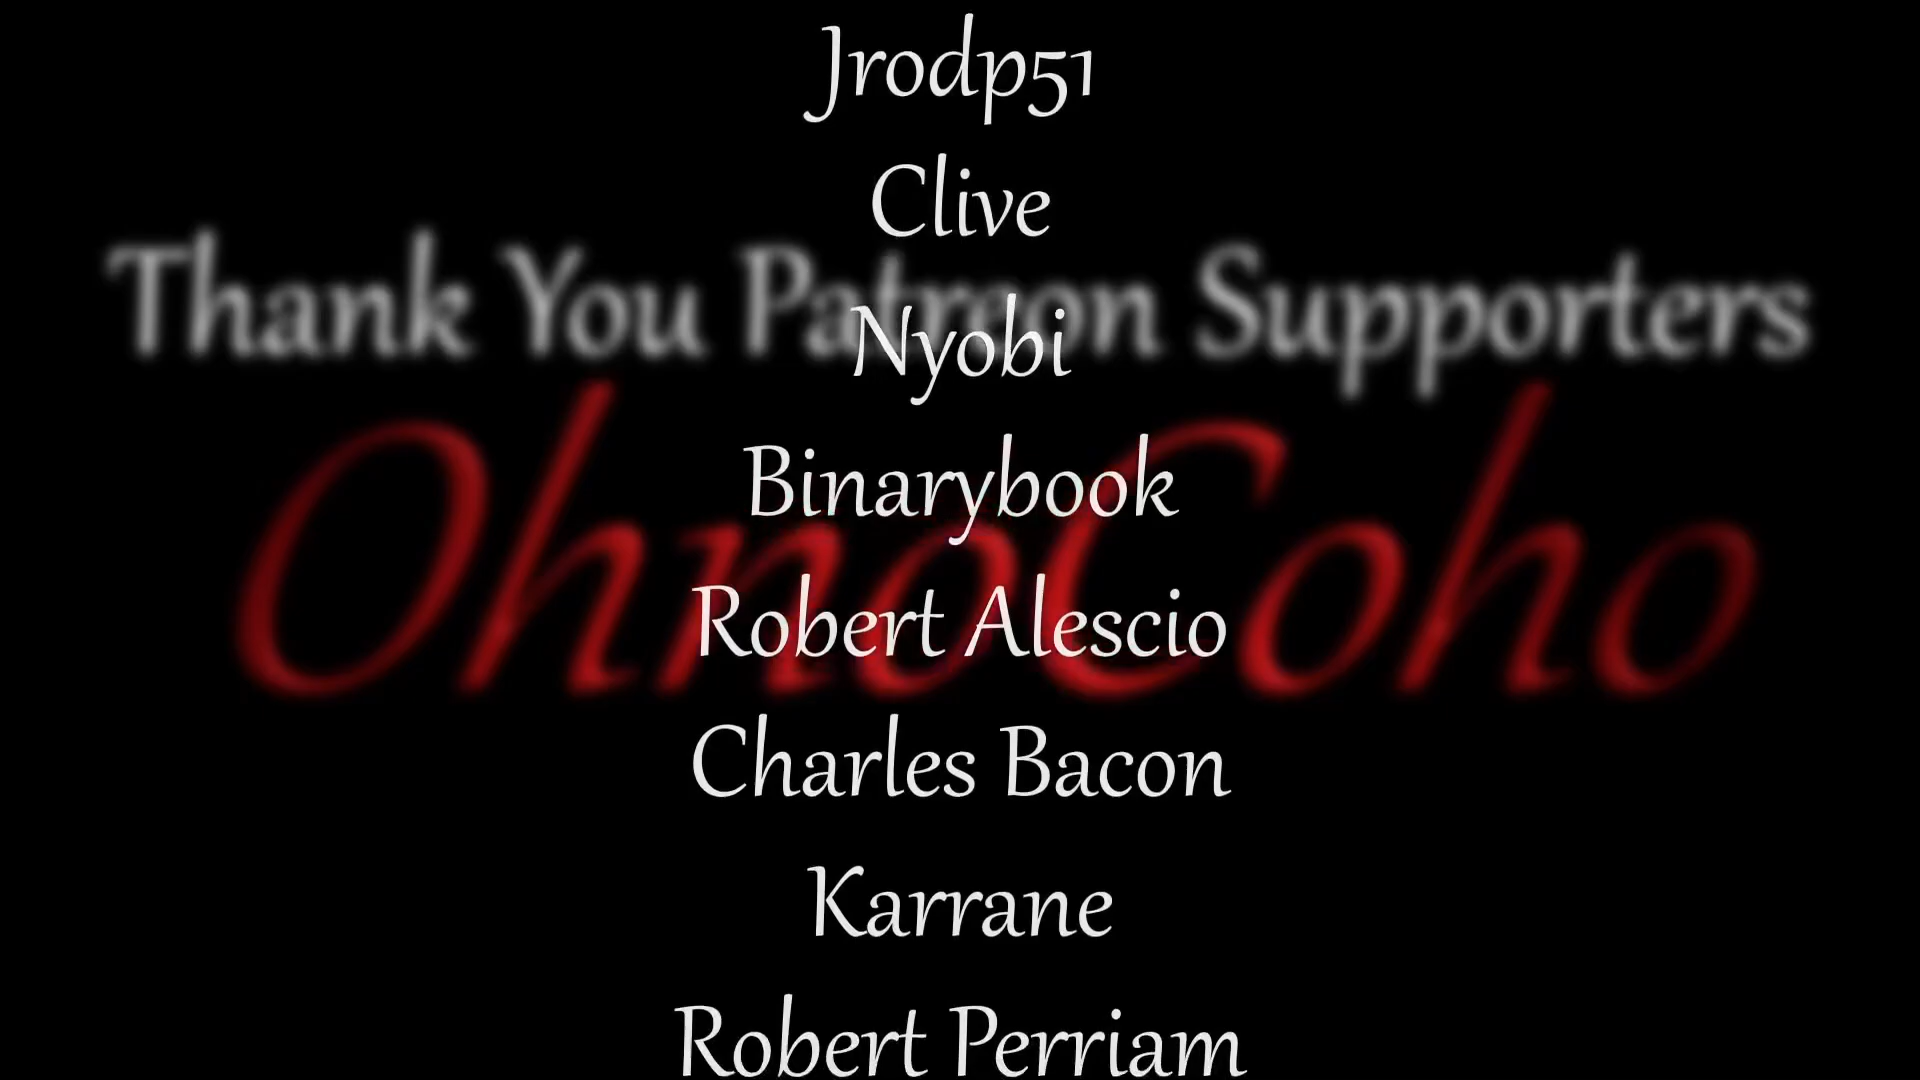 Jrodp51
Clive
Thank You Patreon Supporters
Nyobi
OhnoCoho
Binarybook
Robert Alescio
Charles Bacon
Karrane
Robert Perriam